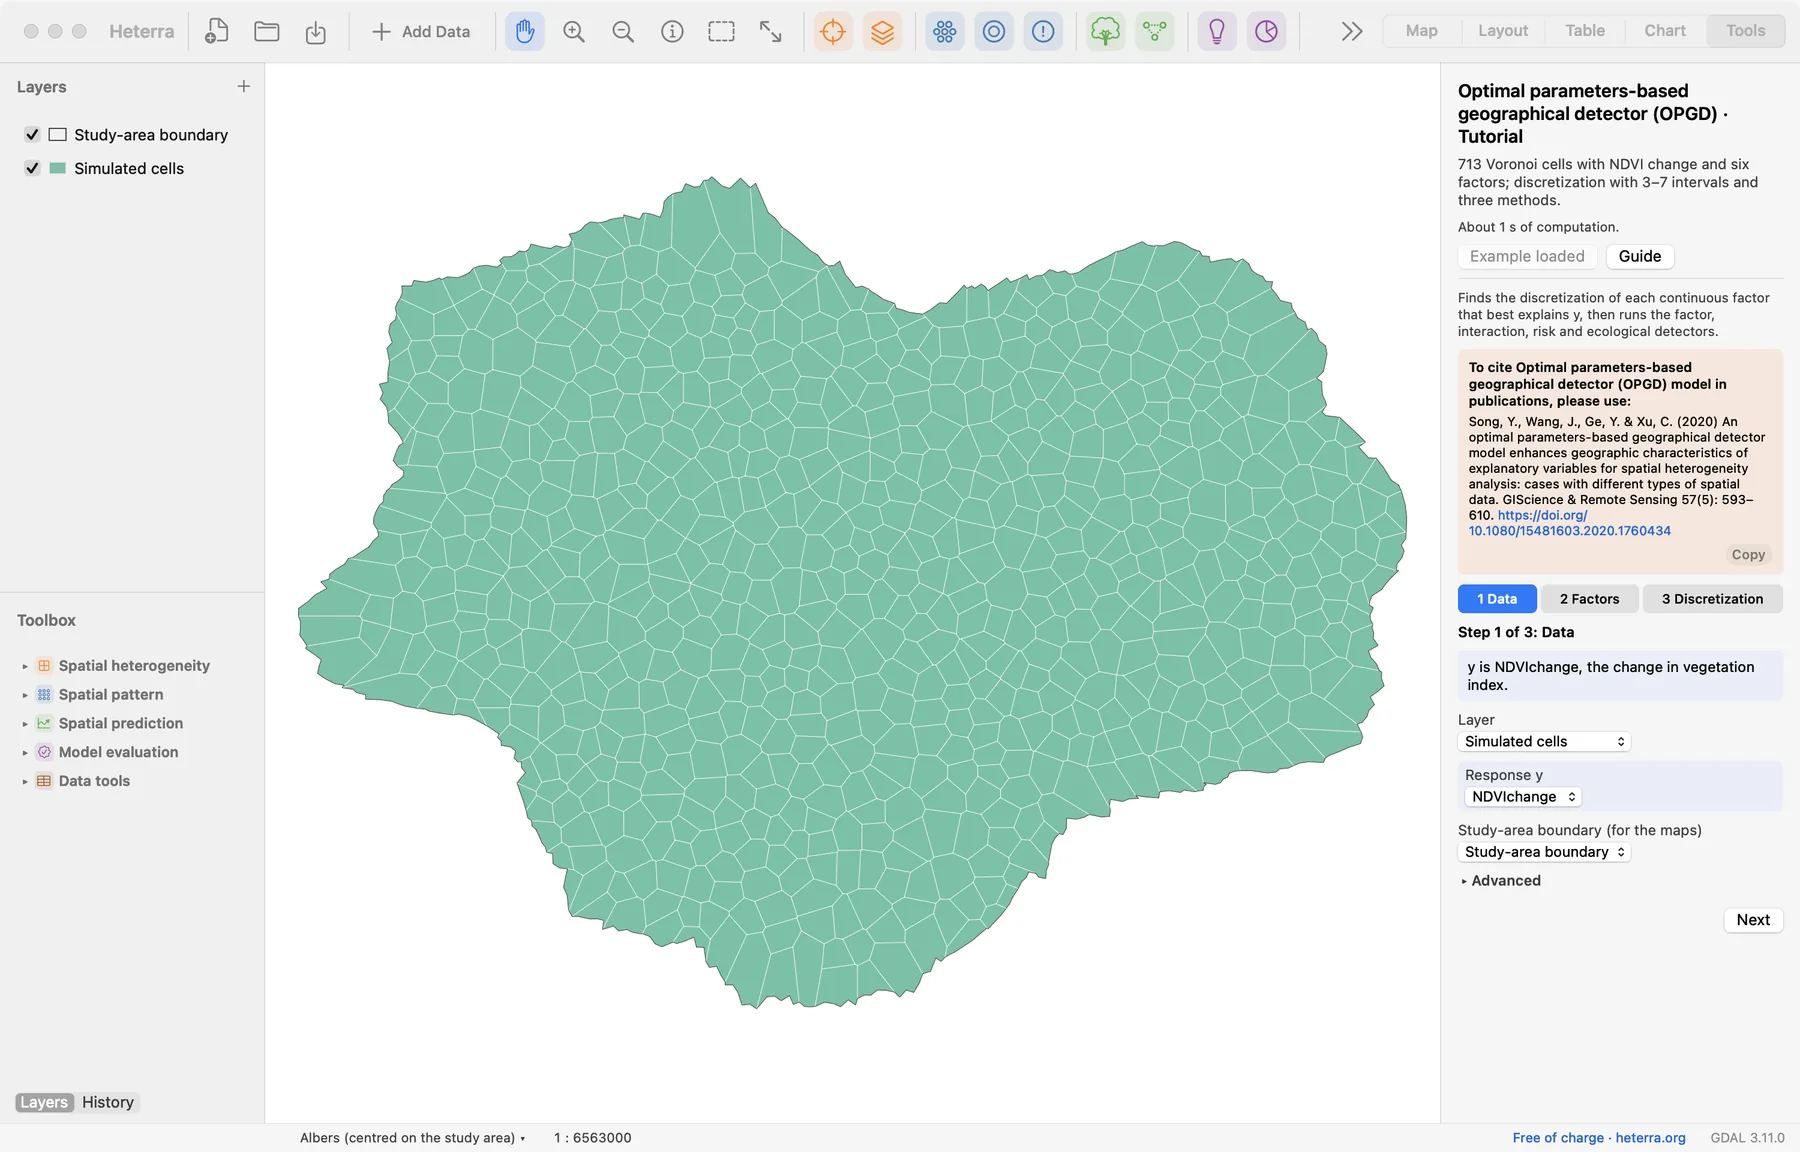 Heterra
Add Data
Map
Layout
Table
Chart
Tools
Layers
Study-area boundary
Simulated cells
Toolbox
Spatial heterogeneity
Spatial pattern
Spatial prediction
Model evaluation
Data tools
Layers
History
Optimal parameters-based
geographical detector (OPGD) ·
Tutorial
713 Voronoi cells with NDVI change and six
factors; discretization with 3–7 intervals and
three methods.
About 1 s of computation.
Example loaded
Guide
Finds the discretization of each continuous factor
that best explains y, then runs the factor,
interaction, risk and ecological detectors.
To cite Optimal parameters-based
geographical detector (OPGD) model in
publications, please use:
Song, Y., Wang, J., Ge, Y. & Xu, C. (2020) An
optimal parameters-based geographical detector
model enhances geographic characteristics of
explanatory variables for spatial heterogeneity
analysis: cases with different types of spatial
data. GIScience & Remote Sensing 57(5): 593–
610. https://doi.org/
10.1080/15481603.2020.1760434
Copy
1 Data
2 Factors
3 Discretization
Step 1 of 3: Data
y is NDVIchange, the change in vegetation
index.
Layer
Simulated cells
Response y
NDVIchange
Study-area boundary (for the maps)
Study-area boundary
Advanced
Next
Albers (centred on the study area)
1 : 6563000
Free of charge · heterra.org
GDAL 3.11.0